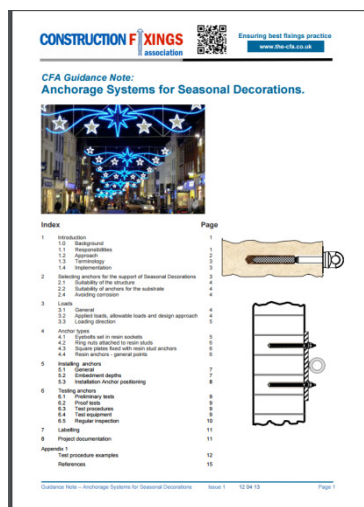 CONSTRUCTION FIXINGS
association
Ensuring best fixings practice
www.the-cfa.co.uk
CFA Guidance Note:
Anchorage Systems for Seasonal Decorations.
Index Page
1 Introduction 1
1.0 Background 1
1.1 Responsibilities 1
1.2 Approach 2
1.3 Terminology 3
1.4 Implementation 3
2 Selecting anchors for the support of Seasonal Decorations 3
2.1 Suitability of the structure 4
2.2 Suitability of anchors for the substrate 4
2.4 Avoiding corrosion 4
3 Loads
3.1 General 4
3.2 Applied loads, allowable loads and design approach 4
3.3 Loading direction 5
4 Anchor types
4.1 Eyebolts set in resin sockets 5
4.2 Ring nuts attached to resin studs 6
4.3 Square plates fixed with resin stud anchors 6
4.4 Resin anchors - general points 6
5 Installing anchors
5.1 General 7
5.2 Embedment depths 7
5.3 Installation Anchor positioning 8
6 Testing anchors
6.1 Preliminary tests 9
6.2 Proof tests 9
6.3 Test procedures 9
6.4 Test equipment 9
6.5 Regular inspection 10
7 Labelling 11
8 Project documentation 11
Appendix 1
Test procedure examples 12
References 15
Guidance Note – Anchorage Systems for Seasonal Decorations Issue 1 12 04 13 Page 1